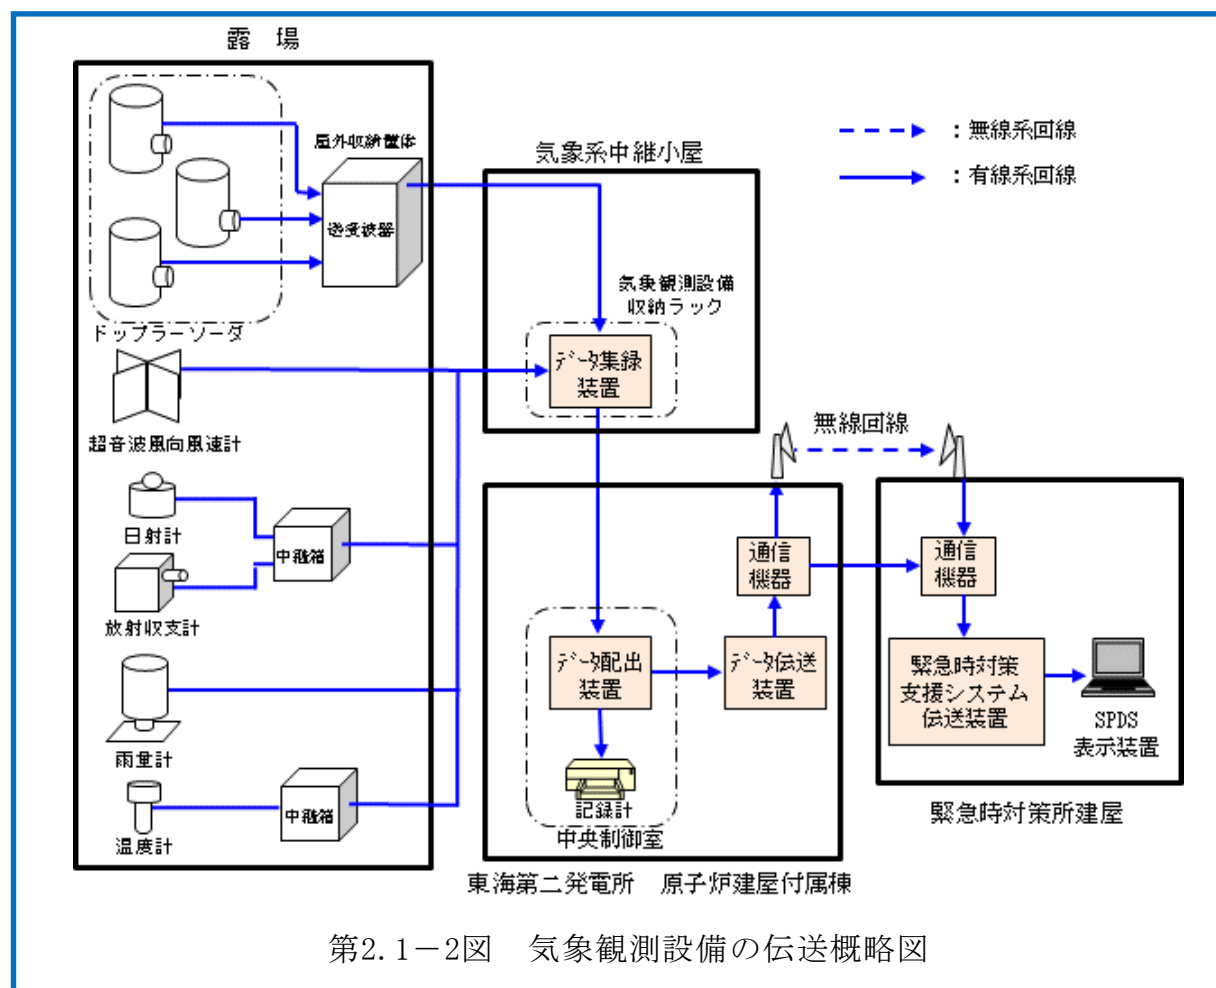 露 場
屋外収納筐体
送受波器
ドップラーソーダ
超音波風向風速計
日射計
中継箱
放射収支計
雨量計
中継箱
温度計
気象系中継小屋
気象観測設備
収納ラック
データ集録
装置
:無線系回線
:有線系回線
無線回線
通信
機器
通信
機器
データ配出
装置
データ伝送
装置
記録計
中央制御室
緊急時対策
支援システム
伝送装置
SPDS
表示装置
緊急時対策所建屋
東海第二発電所 原子炉建屋付属棟
第2.1-2図 気象観測設備の伝送概略図